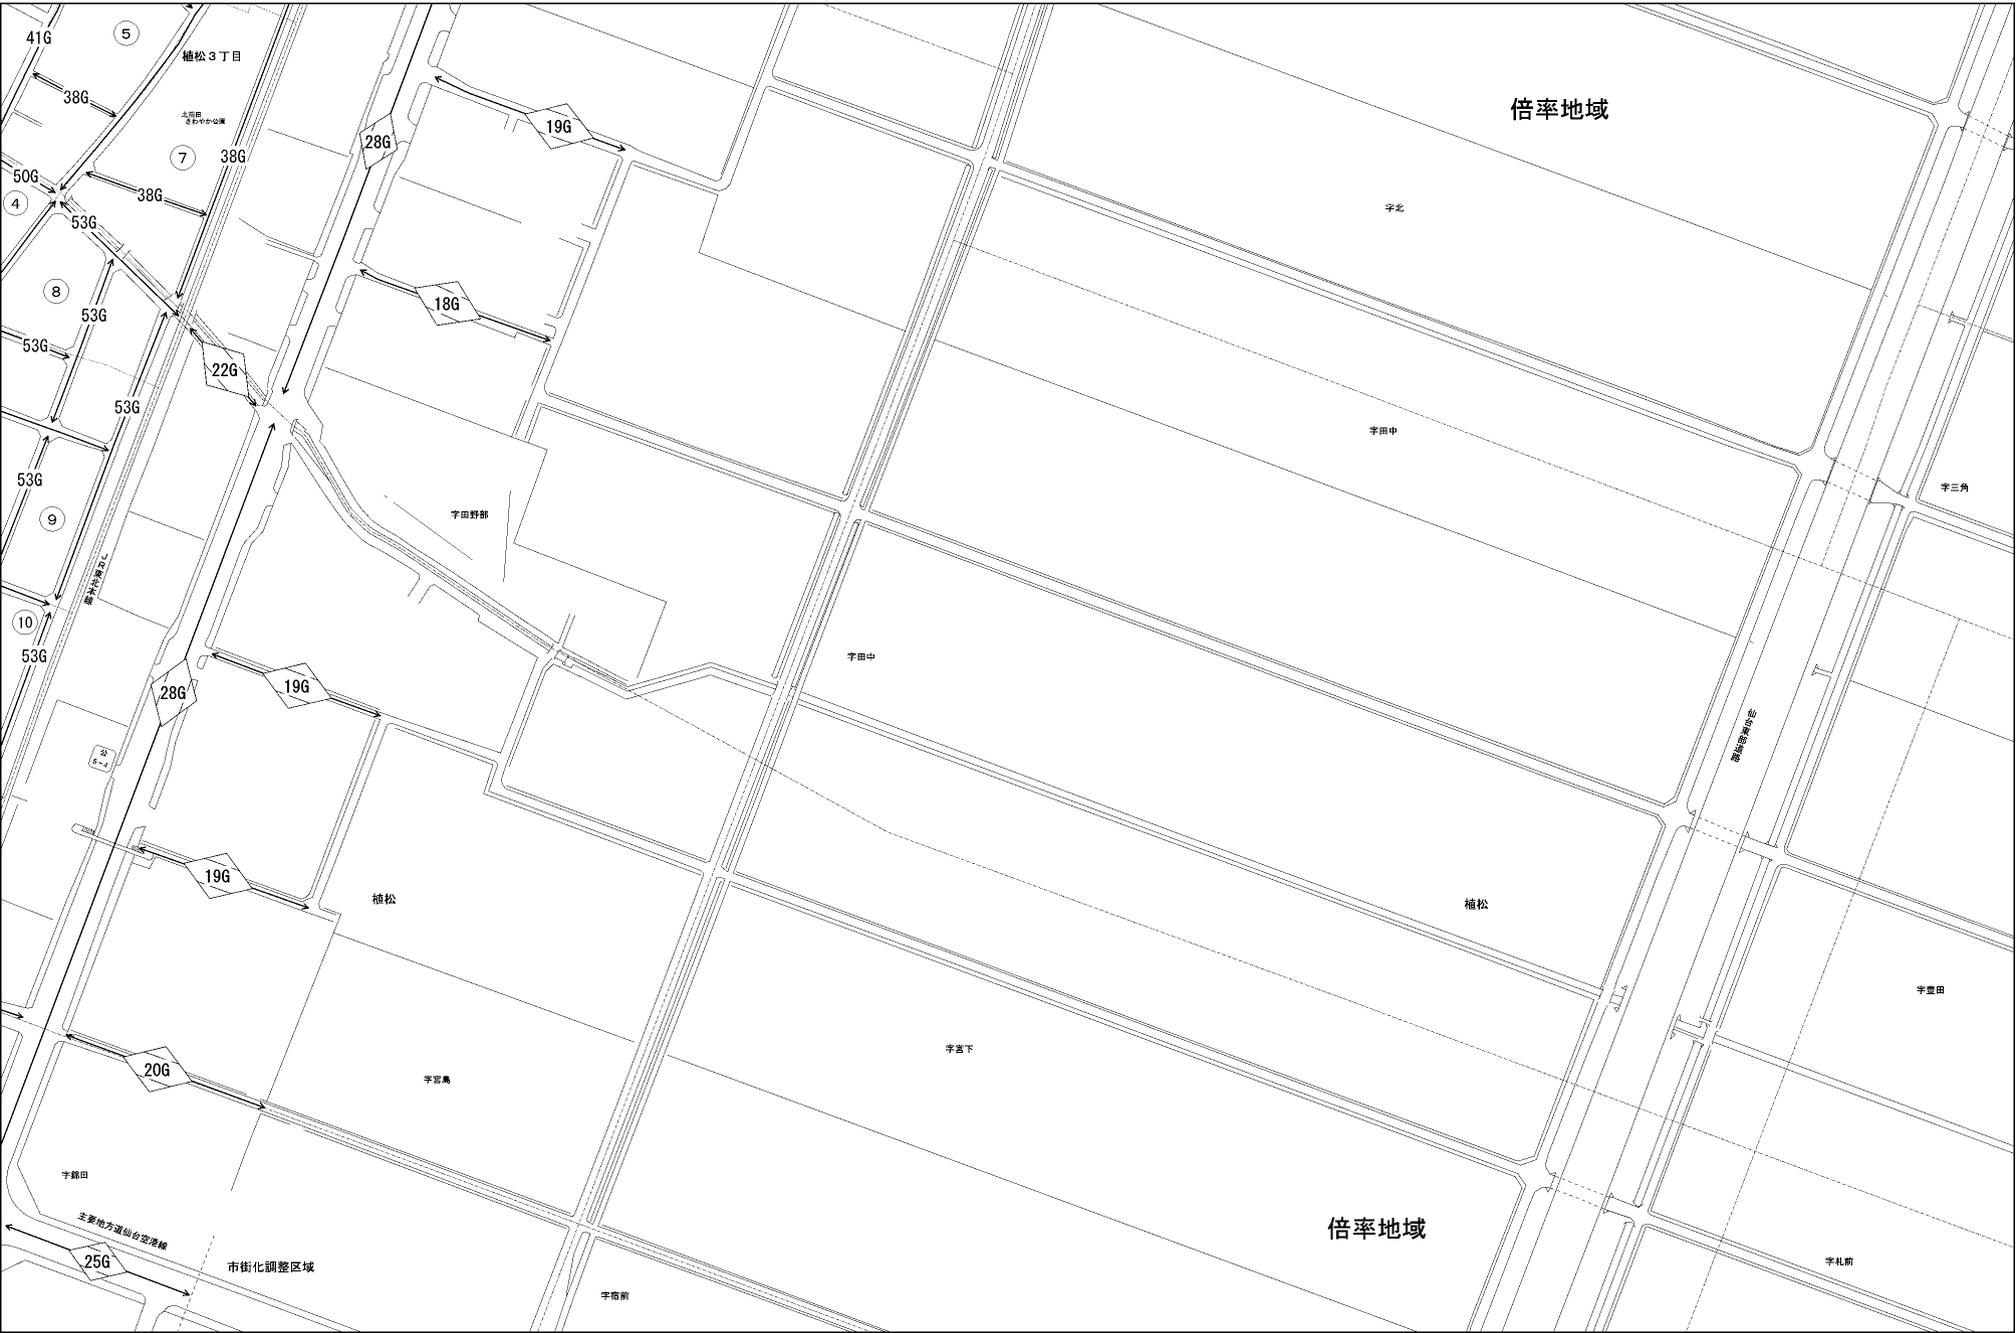 41G
⑤
植松3丁目
38G
北前田
さわやか公園
⑦
38G
28G
19G
倍率地域
50G
④
38G
53G
字北
⑧
53G
18G
53G
22G
53G
字田中
53G
字三角
⑨
字田野部
JR東北本線
⑩
53G
字田中
28G
19G
仙台東部道路
公
5-4
19G
植松
植松
字豊田
字宮下
20G
字宮島
字錦田
主要地方道仙台空港線
倍率地域
25G
市街化調整区域
字札前
字宿前